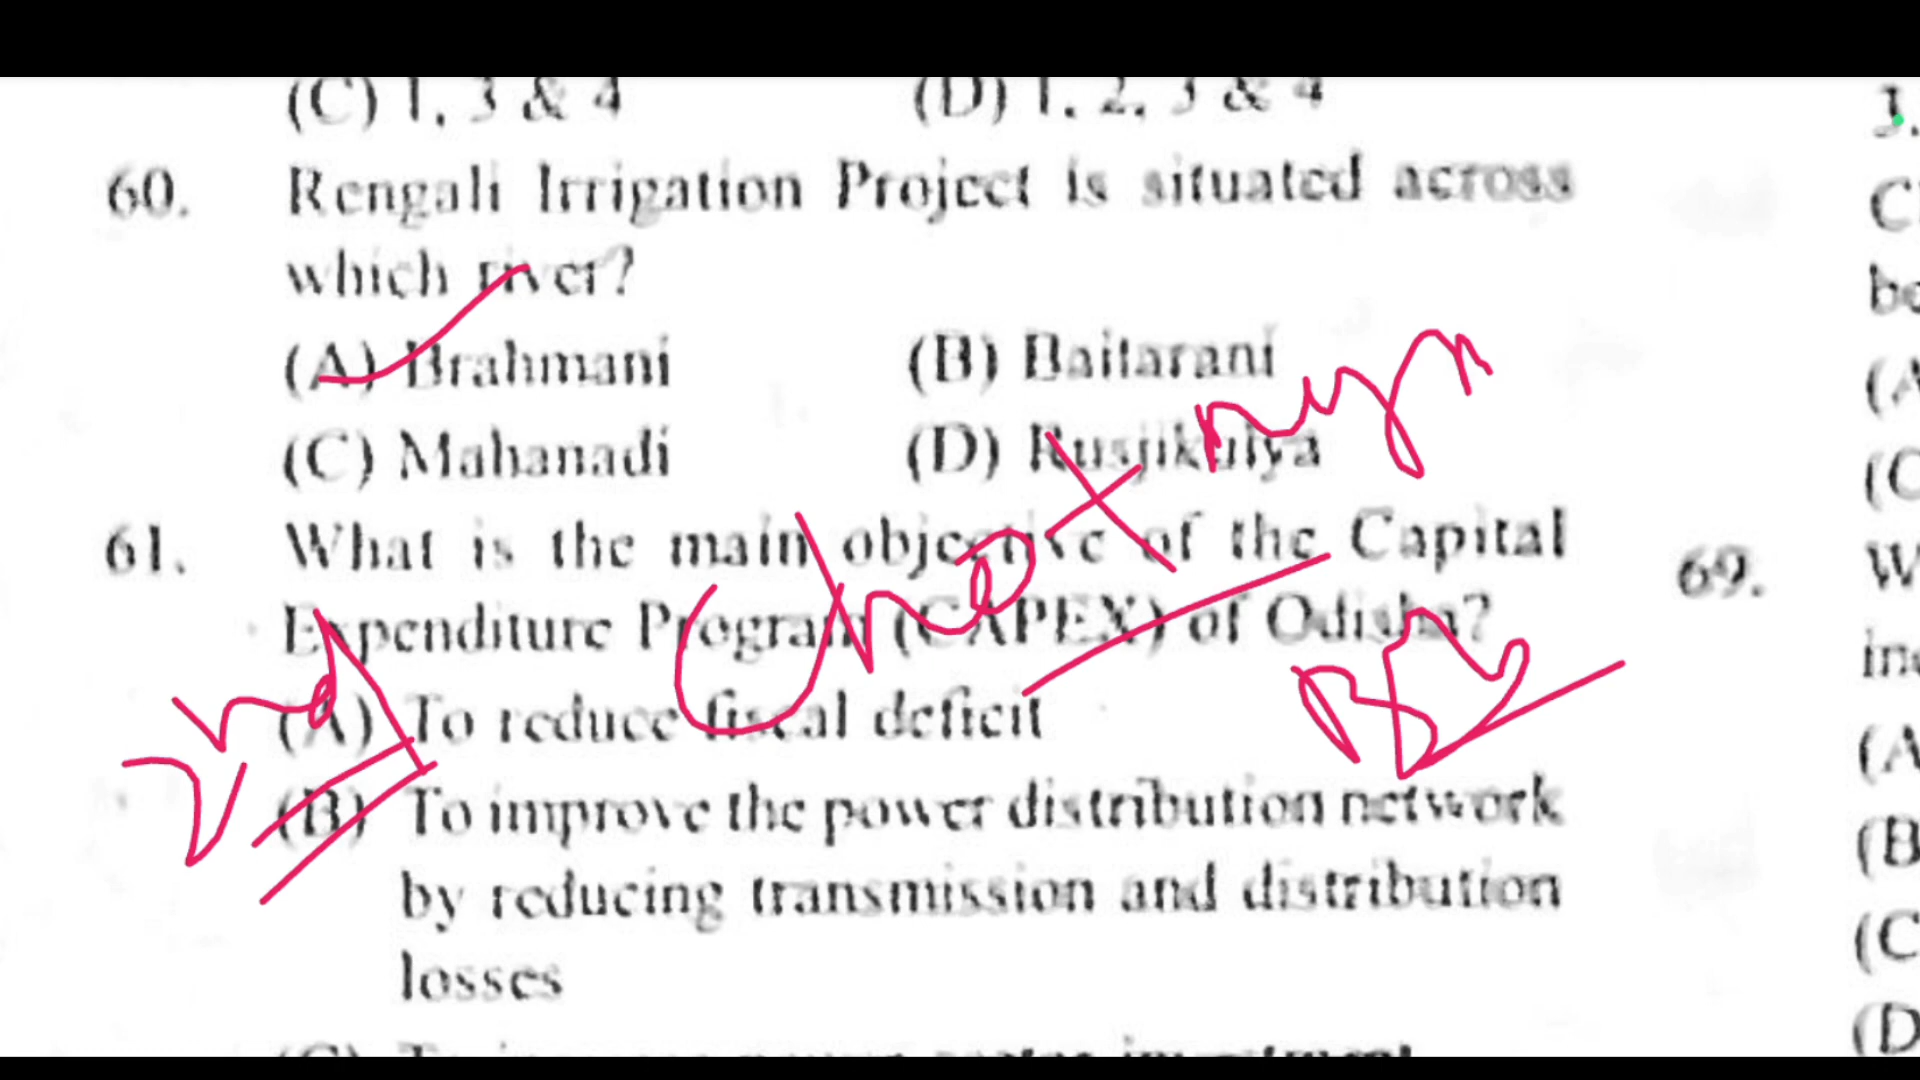 (C) 1, 3 & 4 (D) 1, 2, 3 & 4
60. Rengali Irrigation Project is situated across
which river?
(A) Brahmani (B) Baitarani
(C) Mahanadi (D) Rusjikulya
61. What is the main objective of the Capital
Expenditure Program (CAPEX) of Odisha?
(A) To reduce fiscal deficit
(B) To improve the power distribution network
by reducing transmission and distribution
losses
69.
(A
(C
(A
(B
(C
(D